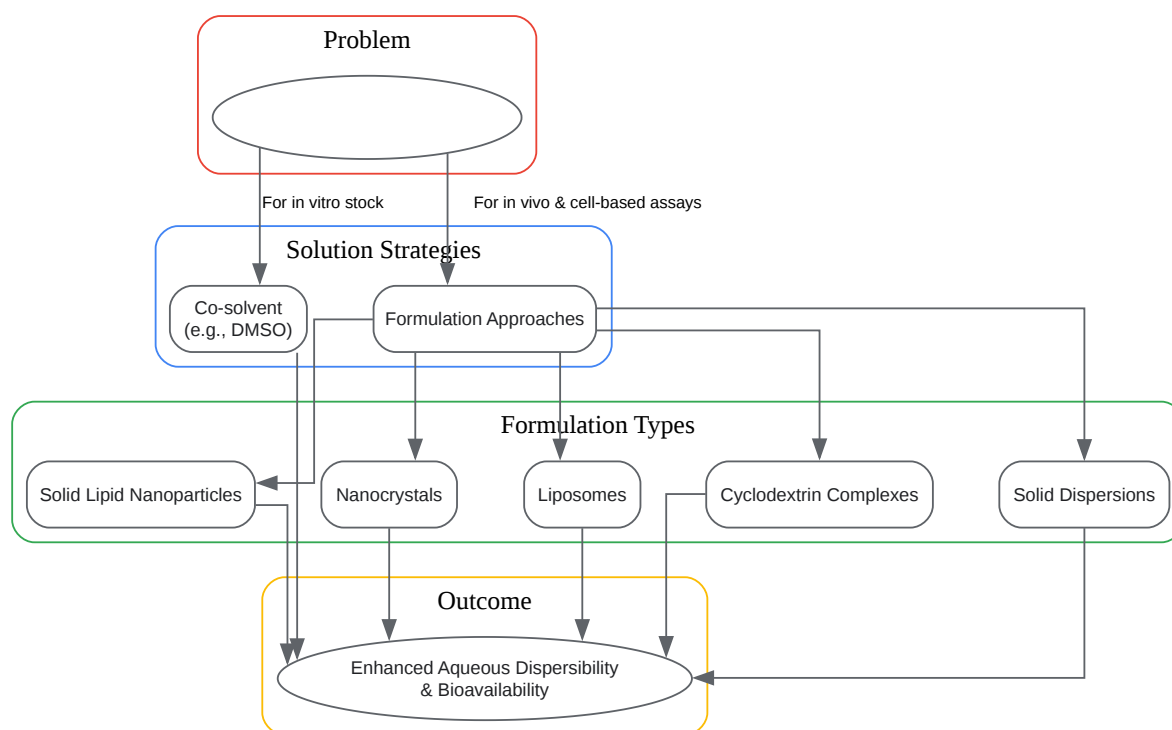 Problem
For in vitro stock
For in vivo & cell-based assays
Solution Strategies
Co-solvent
(e.g., DMSO)
Formulation Approaches
Formulation Types
Solid Lipid Nanoparticles
Nanocrystals
Liposomes
Cyclodextrin Complexes
Solid Dispersions
Outcome
Enhanced Aqueous Dispersibility
& Bioavailability